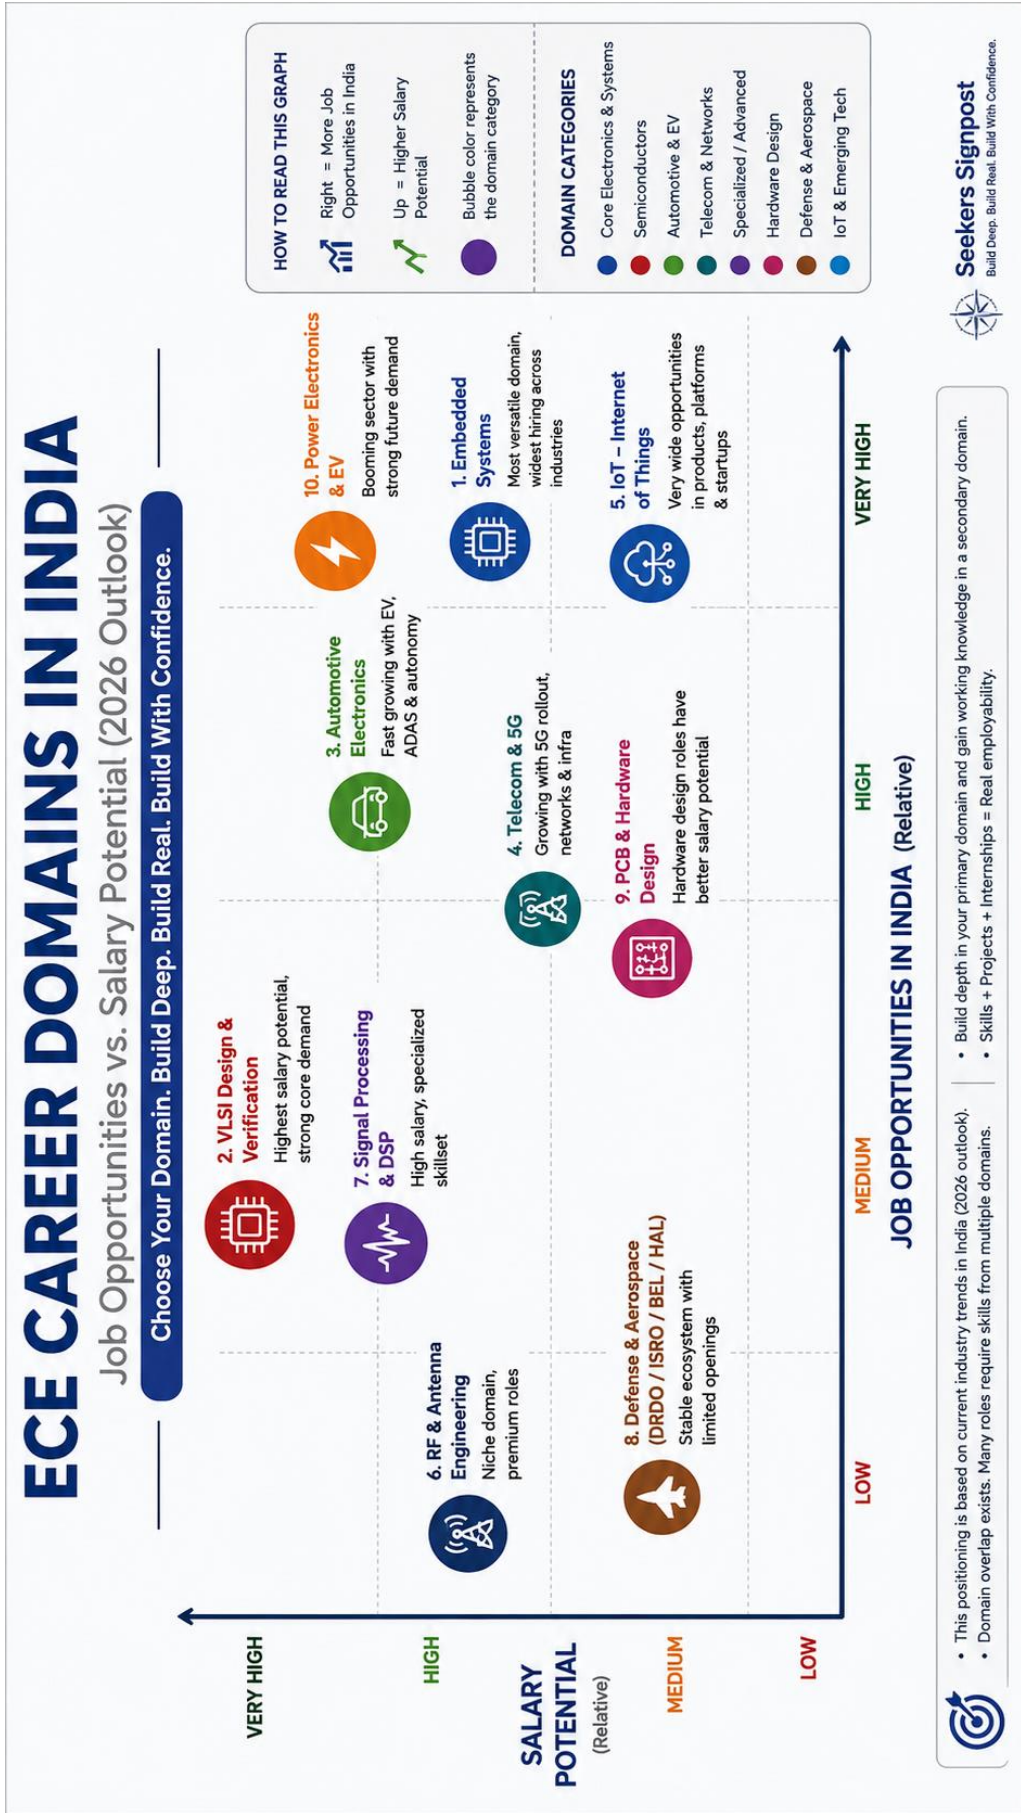 ECE CAREER DOMAINS IN INDIA
Job Opportunities vs. Salary Potential (2026 Outlook)
Choose Your Domain. Build Deep. Build Real. Build With Confidence.
SALARY
POTENTIAL
(Relative)
VERY HIGH
HIGH
MEDIUM
LOW
2. VLSI Design &
Verification
Highest salary potential,
strong core demand
10. Power Electronics
& EV
Booming sector with
strong future demand
3. Automotive
Electronics
Fast growing with EV,
ADAS & autonomy
7. Signal Processing
& DSP
High salary, specialized
skillset
6. RF & Antenna
Engineering
Niche domain,
premium roles
1. Embedded
Systems
Most versatile domain,
widest hiring across
industries
4. Telecom & 5G
Growing with 5G rollout,
networks & infra
5. IoT – Internet
of Things
Very wide opportunities
in products, platforms
& startups
9. PCB & Hardware
Design
Hardware design roles have
better salary potential
8. Defense & Aerospace
(DRDO / ISRO / BEL / HAL)
Stable ecosystem with
limited openings
LOW
MEDIUM
HIGH
VERY HIGH
JOB OPPORTUNITIES IN INDIA (Relative)
HOW TO READ THIS GRAPH
Right = More Job
Opportunities in India
Up = Higher Salary
Potential
Bubble color represents
the domain category
DOMAIN CATEGORIES
Core Electronics & Systems
Semiconductors
Automotive & EV
Telecom & Networks
Specialized / Advanced
Hardware Design
Defense & Aerospace
IoT & Emerging Tech
• This positioning is based on current industry trends in India (2026 outlook).
• Domain overlap exists. Many roles require skills from multiple domains.
• Build depth in your primary domain and gain working knowledge in a secondary domain.
• Skills + Projects + Internships = Real employability.
Seekers Signpost
Build Deep. Build Real. Build With Confidence.